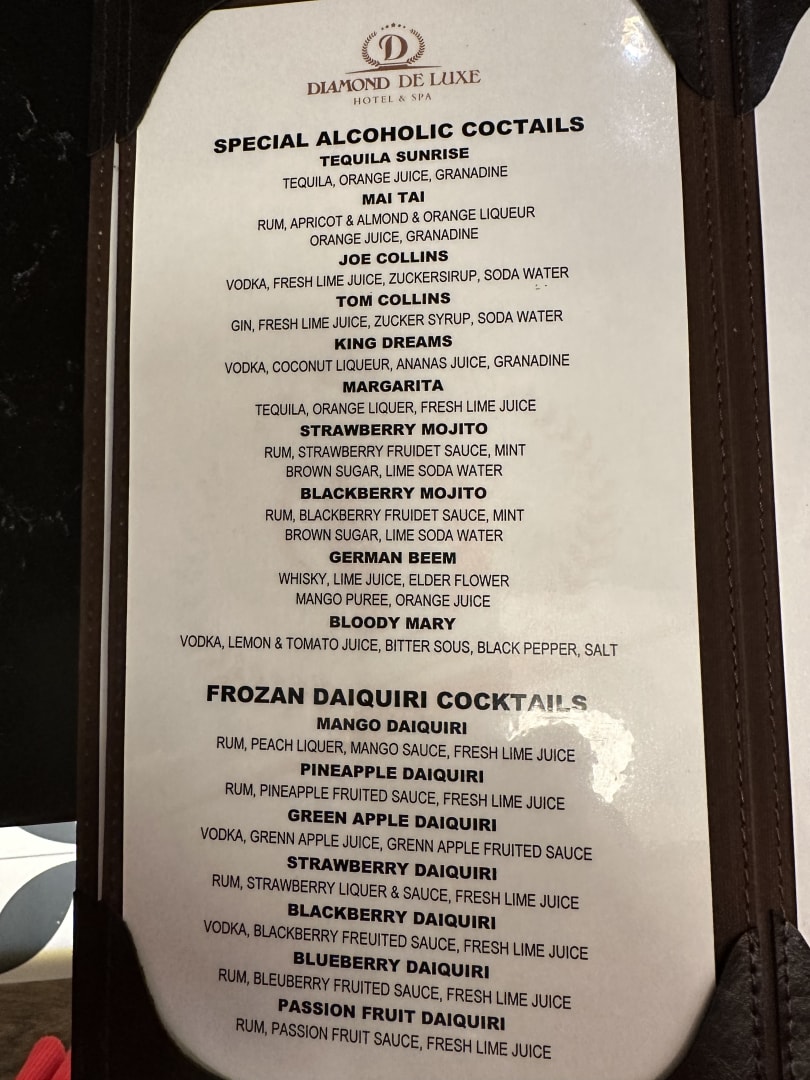 D
DIAMOND DE LUXE
HOTEL & SPA
SPECIAL ALCOHOLIC COCTAILS
TEQUILA SUNRISE
TEQUILA, ORANGE JUICE, GRANADINE
MAI TAI
RUM, APRICOT & ALMOND & ORANGE LIQUEUR
ORANGE JUICE, GRANADINE
JOE COLLINS
VODKA, FRESH LIME JUICE, ZUCKERSIRUP, SODA WATER
TOM COLLINS
GIN, FRESH LIME JUICE, ZUCKER SYRUP, SODA WATER
KING DREAMS
VODKA, COCONUT LIQUEUR, ANANAS JUICE, GRANADINE
MARGARITA
TEQUILA, ORANGE LIQUER, FRESH LIME JUICE
STRAWBERRY MOJITO
RUM, STRAWBERRY FRUIDET SAUCE, MINT
BROWN SUGAR, LIME SODA WATER
BLACKBERRY MOJITO
RUM, BLACKBERRY FRUIDET SAUCE, MINT
BROWN SUGAR, LIME SODA WATER
GERMAN BEEM
WHISKY, LIME JUICE, ELDER FLOWER
MANGO PUREE, ORANGE JUICE
BLOODY MARY
VODKA, LEMON & TOMATO JUICE, BITTER SOUS, BLACK PEPPER, SALT
FROZAN DAIQUIRI COCKTAILS
MANGO DAIQUIRI
RUM, PEACH LIQUER, MANGO SAUCE, FRESH LIME JUICE
PINEAPPLE DAIQUIRI
RUM, PINEAPPLE FRUITED SAUCE, FRESH LIME JUICE
GREEN APPLE DAIQUIRI
VODKA, GRENN APPLE JUICE, GRENN APPLE FRUITED SAUCE
STRAWBERRY DAIQUIRI
RUM, STRAWBERRY LIQUER & SAUCE, FRESH LIME JUICE
BLACKBERRY DAIQUIRI
VODKA, BLACKBERRY FREUITED SAUCE, FRESH LIME JUICE
BLUEBERRY DAIQUIRI
RUM, BLEUBERRY FRUITED SAUCE, FRESH LIME JUICE
PASSION FRUIT DAIQUIRI
RUM, PASSION FRUIT SAUCE, FRESH LIME JUICE